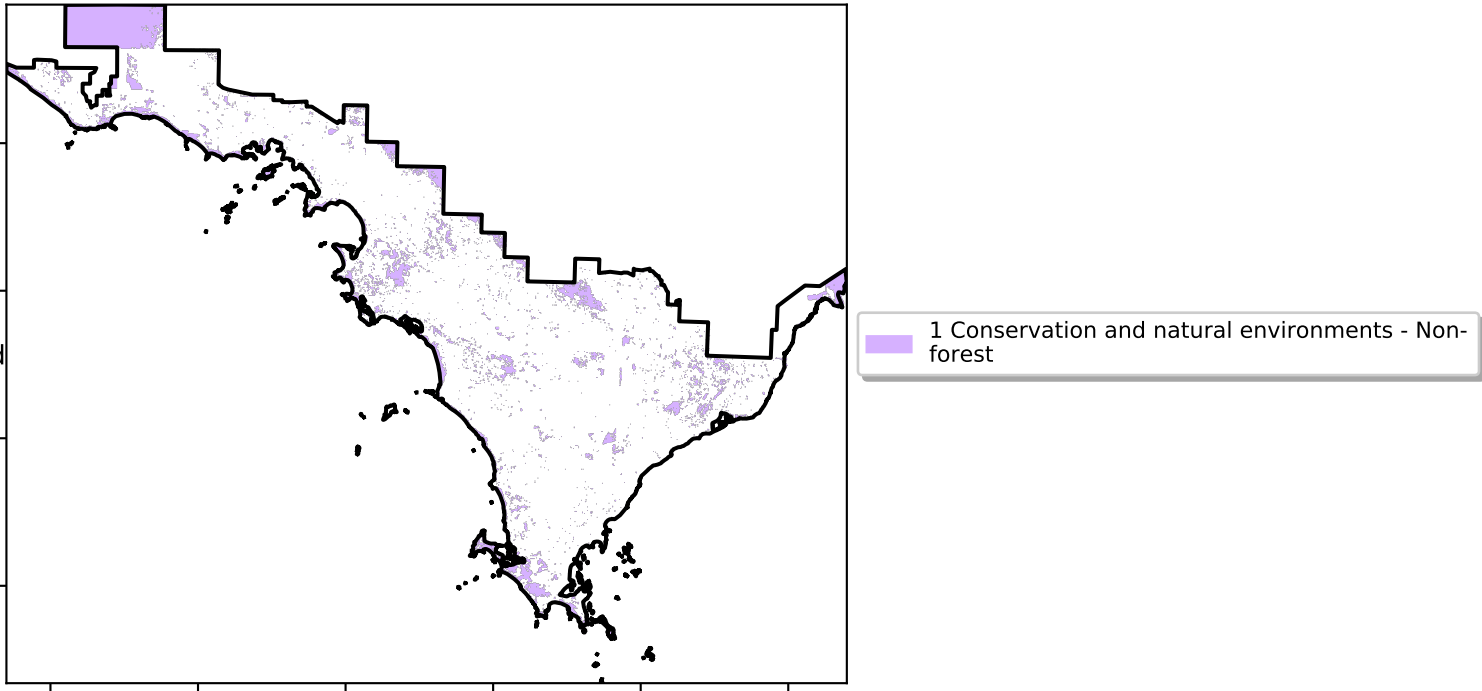 1 Conservation and natural environments - Non-
forest